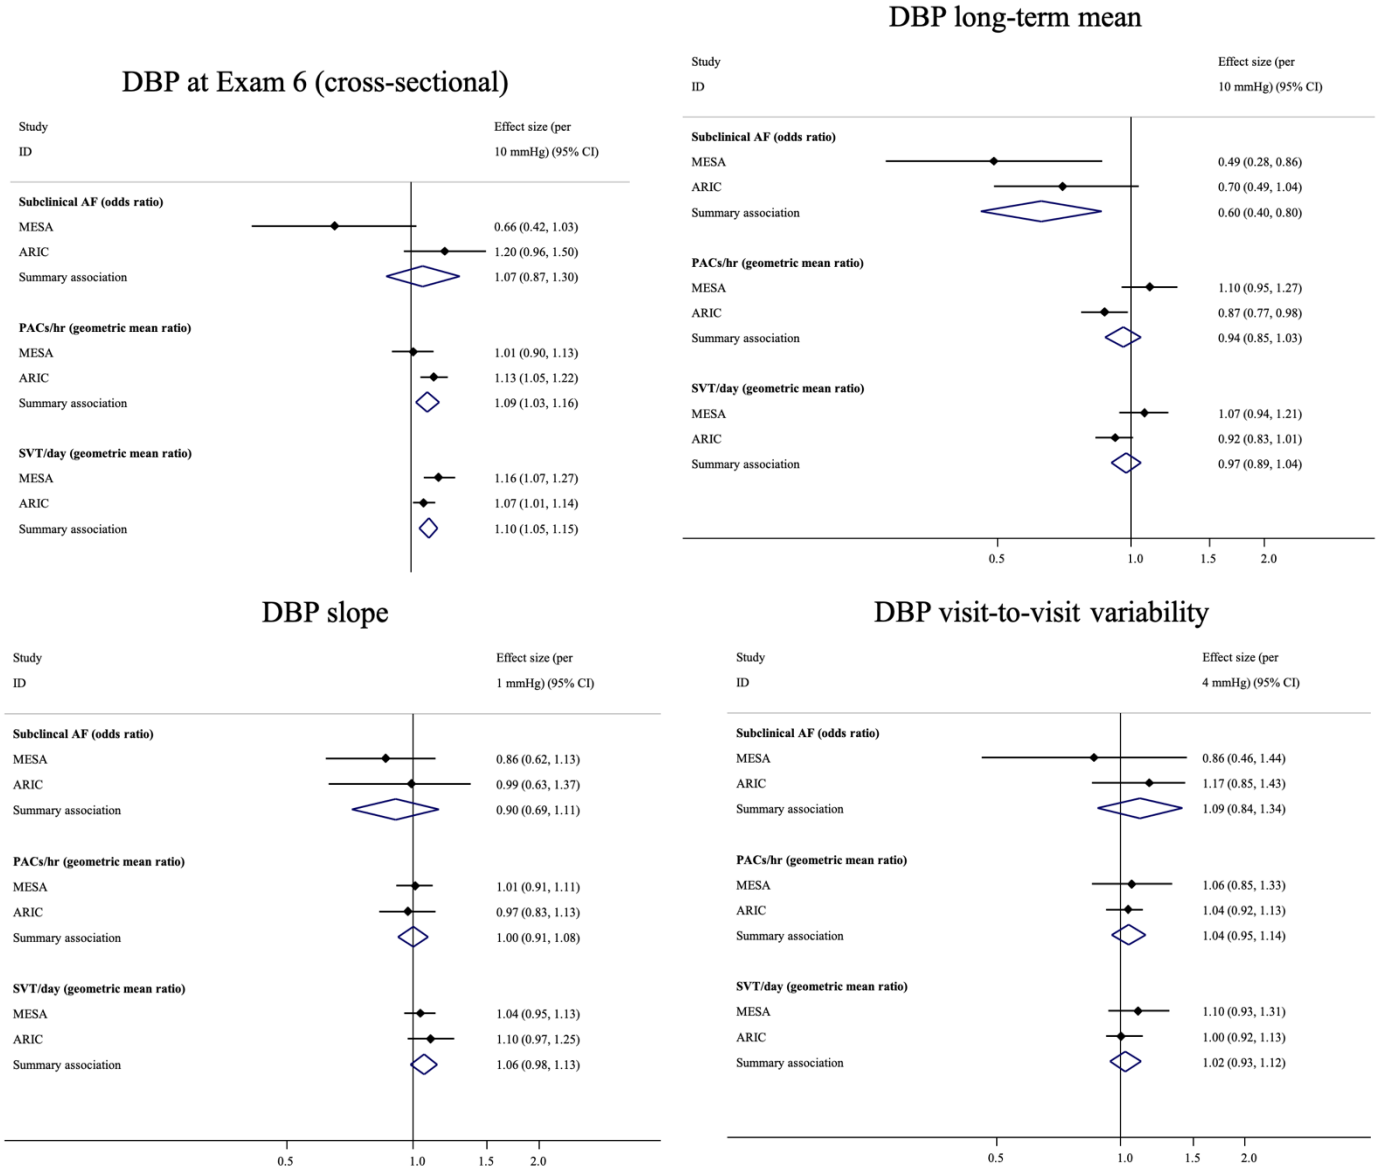 DBP at Exam 6 (cross-sectional)
Study Effect size (per
ID 10 mmHg) (95% CI)
Subclinical AF (odds ratio)
MESA 0.66 (0.42, 1.03)
ARIC 1.20 (0.96, 1.50)
Summary association 1.07 (0.87, 1.30)
PACs/hr (geometric mean ratio)
MESA 1.01 (0.90, 1.13)
ARIC 1.13 (1.05, 1.22)
Summary association 1.09 (1.03, 1.16)
SVT/day (geometric mean ratio)
MESA 1.16 (1.07, 1.27)
ARIC 1.07 (1.01, 1.14)
Summary association 1.10 (1.05, 1.15)
DBP long-term mean
Study Effect size (per
ID 10 mmHg) (95% CI)
Subclinical AF (odds ratio)
MESA 0.49 (0.28, 0.86)
ARIC 0.70 (0.49, 1.04)
Summary association 0.60 (0.40, 0.80)
PACs/hr (geometric mean ratio)
MESA 1.10 (0.95, 1.27)
ARIC 0.87 (0.77, 0.98)
Summary association 0.94 (0.85, 1.03)
SVT/day (geometric mean ratio)
MESA 1.07 (0.94, 1.21)
ARIC 0.92 (0.83, 1.01)
Summary association 0.97 (0.89, 1.04)
0.5 1.0 1.5 2.0
DBP slope
Study Effect size (per
ID 1 mmHg) (95% CI)
Subclincal AF (odds ratio)
MESA 0.86 (0.62, 1.13)
ARIC 0.99 (0.63, 1.37)
Summary association 0.90 (0.69, 1.11)
PACs/hr (geometric mean ratio)
MESA 1.01 (0.91, 1.11)
ARIC 0.97 (0.83, 1.13)
Summary association 1.00 (0.91, 1.08)
SVT/day (geometric mean ratio)
MESA 1.04 (0.95, 1.13)
ARIC 1.10 (0.97, 1.25)
Summary association 1.06 (0.98, 1.13)
0.5 1.0 1.5 2.0
DBP visit-to-visit variability
Study Effect size (per
ID 4 mmHg) (95% CI)
Subclinical AF (odds ratio)
MESA 0.86 (0.46, 1.44)
ARIC 1.17 (0.85, 1.43)
Summary association 1.09 (0.84, 1.34)
PACs/hr (geometric mean ratio)
MESA 1.06 (0.85, 1.33)
ARIC 1.04 (0.92, 1.13)
Summary association 1.04 (0.95, 1.14)
SVT/day (geometric mean ratio)
MESA 1.10 (0.93, 1.31)
ARIC 1.00 (0.92, 1.13)
Summary association 1.02 (0.93, 1.12)
0.5 1.0 1.5 2.0